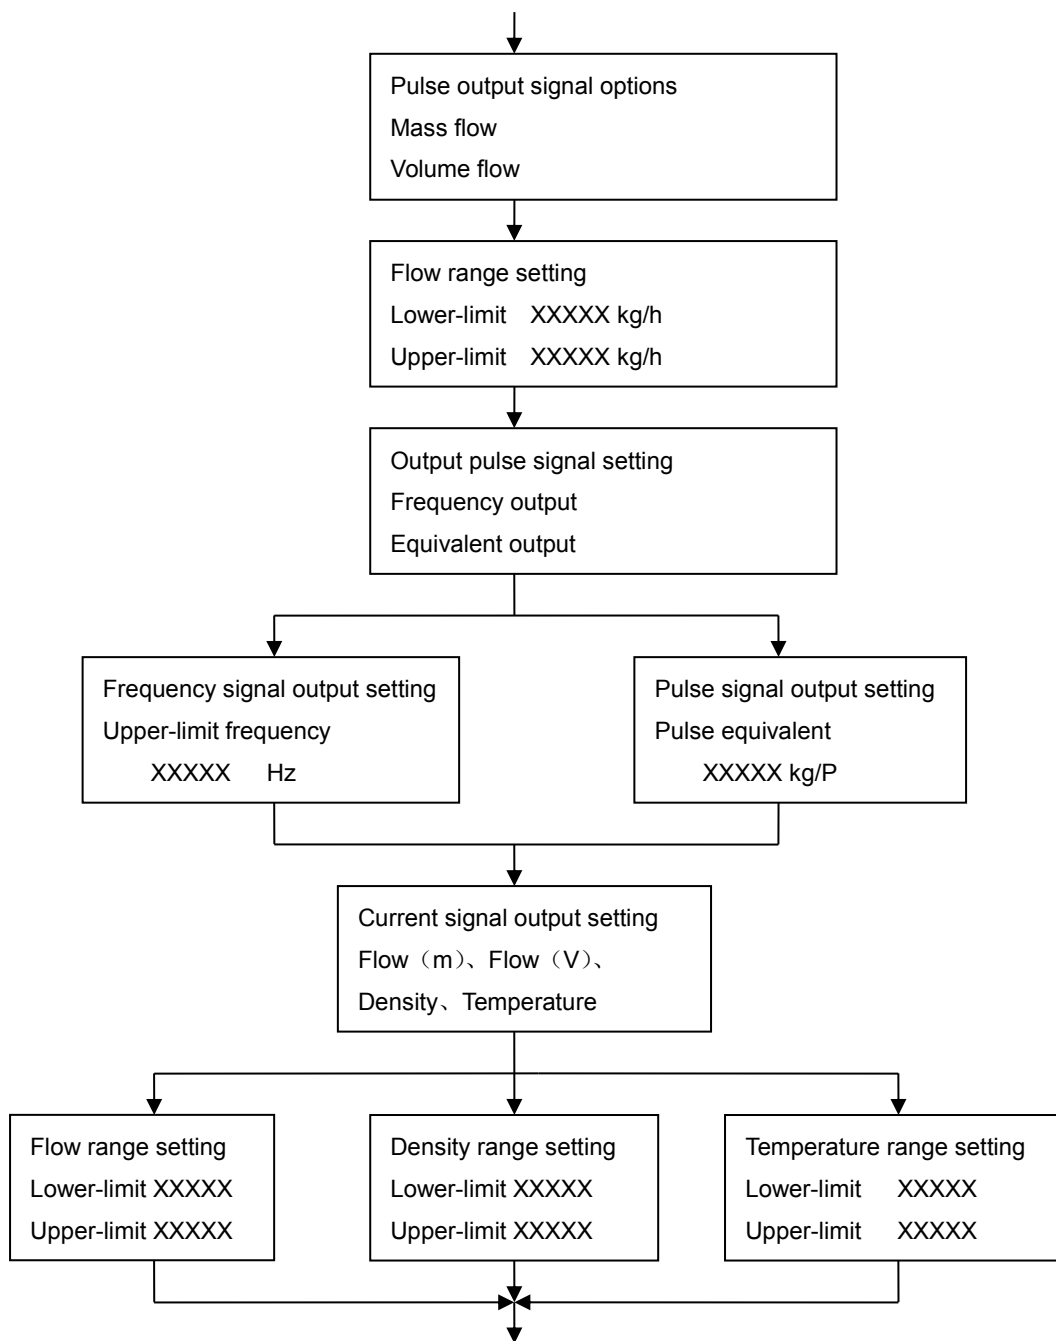 Pulse output signal options
Mass flow
Volume flow
Flow range setting
Lower-limit XXXXX kg/h
Upper-limit XXXXX kg/h
Output pulse signal setting
Frequency output
Equivalent output
Frequency signal output setting
Upper-limit frequency
XXXXX Hz
Pulse signal output setting
Pulse equivalent
XXXXX kg/P
Current signal output setting
Flow（m）、Flow（V）、
Density、Temperature
Flow range setting
Lower-limit XXXXX
Upper-limit XXXXX
Density range setting
Lower-limit XXXXX
Upper-limit XXXXX
Temperature range setting
Lower-limit XXXXX
Upper-limit XXXXX